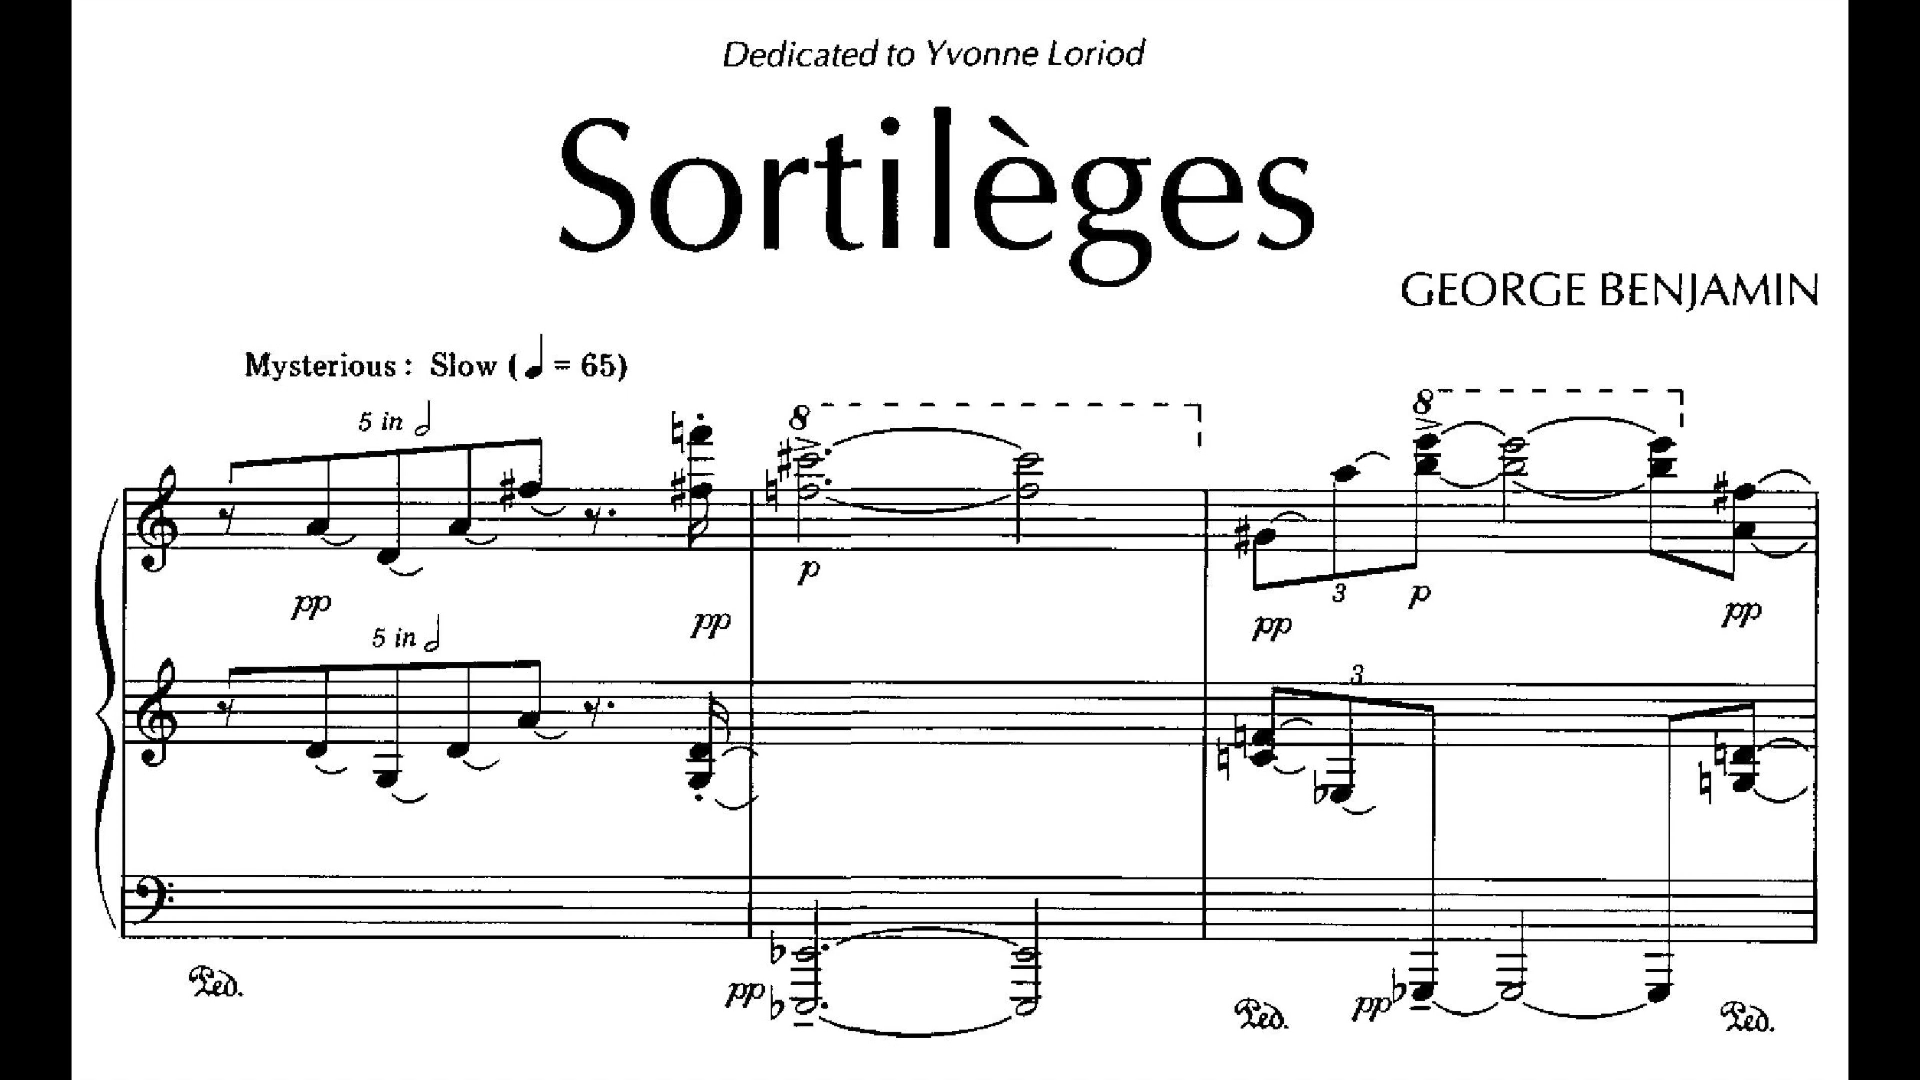 Dedicated to Yvonne Loriod
Sortilèges
GEORGE BENJAMIN
Mysterious: Slow (♩ = 65)
5 in 𝅗𝅥
8
8
pp
pp
p
pp
3
p
pp
5 in 𝅗𝅥
3
Ped.
pp
Ped.
pp
Ped.